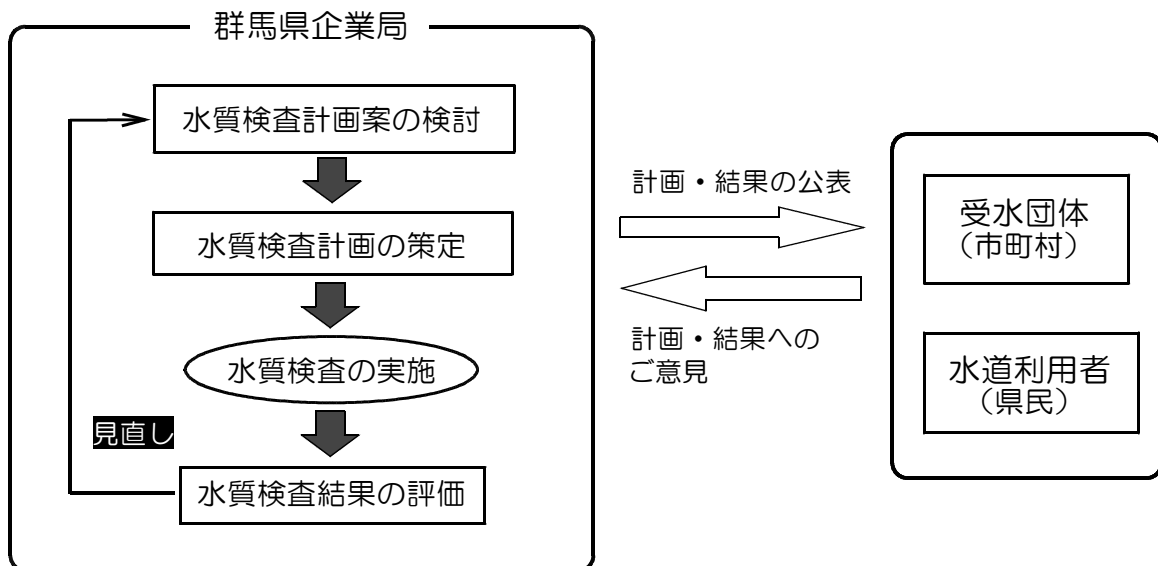 群馬県企業局
水質検査計画案の検討
水質検査計画の策定
水質検査の実施
見直し
水質検査結果の評価
計画・結果の公表
計画・結果への
ご意見
受水団体
（市町村）
水道利用者
（県民）